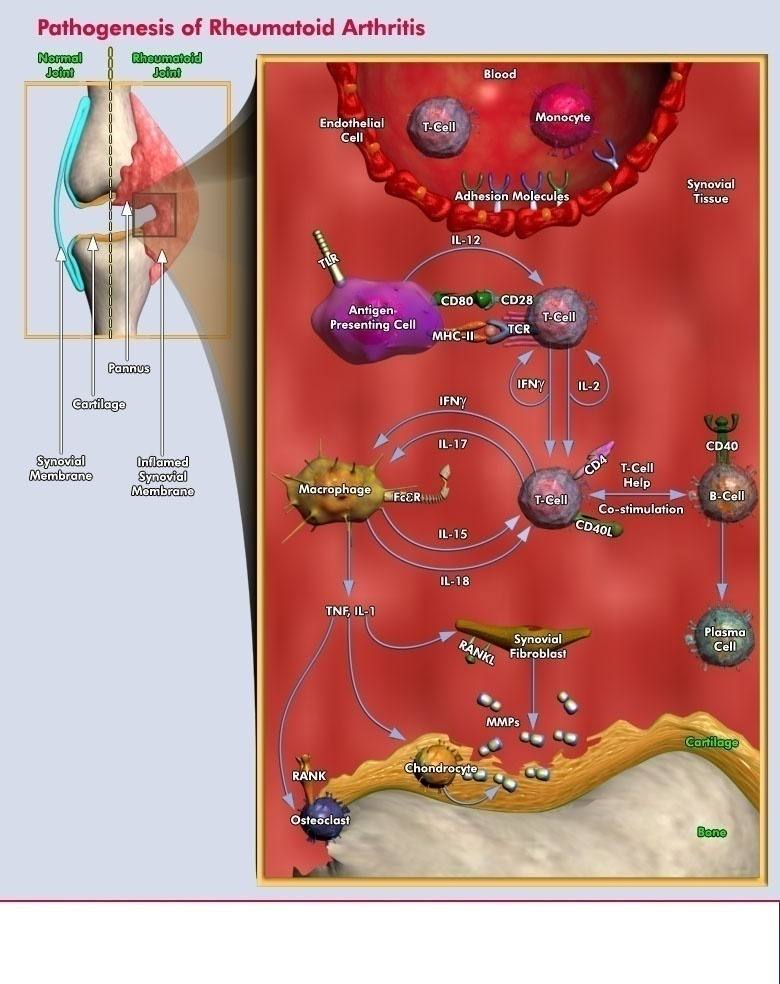 Pathogenesis of Rheumatoid Arthritis
Normal
Joint
Rheumatoid
Joint
Pannus
Cartilage
Synovial
Membrane
Inflamed
Synovial
Membrane
Blood
Endothelial
Cell
T-Cell
Monocyte
Adhesion Molecules
Synovial
Tissue
IL-12
TLR
Antigen-
Presenting Cell
CD80
CD28
MHC-II
TCR
T-Cell
IFNγ
IL-2
IFNγ
IL-17
Macrophage
FcεR
T-Cell
CD4
CD40L
T-Cell
Help
Co-stimulation
CD40
B-Cell
IL-15
IL-18
TNF, IL-1
Synovial
Fibroblast
RANKL
Plasma
Cell
MMPs
Cartilage
Chondrocyte
RANK
Osteoclast
Bone